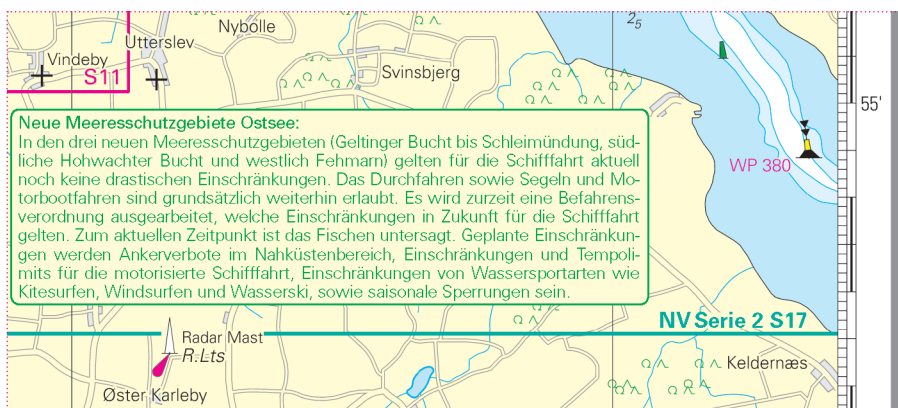 Nybölle
2₅
Utterslev
Vindeby
S11
Svinsbjerg
55'
Neue Meeresschutzgebiete Ostsee:
In den drei neuen Meeresschutzgebieten (Geltinger Bucht bis Schleimündung, süd-
liche Hohwachter Bucht und westlich Fehmarn) gelten für die Schifffahrt aktuell
noch keine drastischen Einschränkungen. Das Durchfahren sowie Segeln und Mo-
torbootfahren sind grundsätzlich weiterhin erlaubt. Es wird zurzeit eine Befahrens-
verordnung ausgearbeitet, welche Einschränkungen in Zukunft für die Schifffahrt
gelten. Zum aktuellen Zeitpunkt ist das Fischen untersagt. Geplante Einschränkun-
gen werden Ankerverbote im Nahküstenbereich, Einschränkungen und Tempoli-
mits für die motorisierte Schifffahrt, Einschränkungen von Wassersportarten wie
Kitesurfen, Windsurfen und Wasserski, sowie saisonale Sperrungen sein.
WP 380
NV Serie 2 S17
Radar Mast
R.Lts
Keldernæs
Øster Karleby